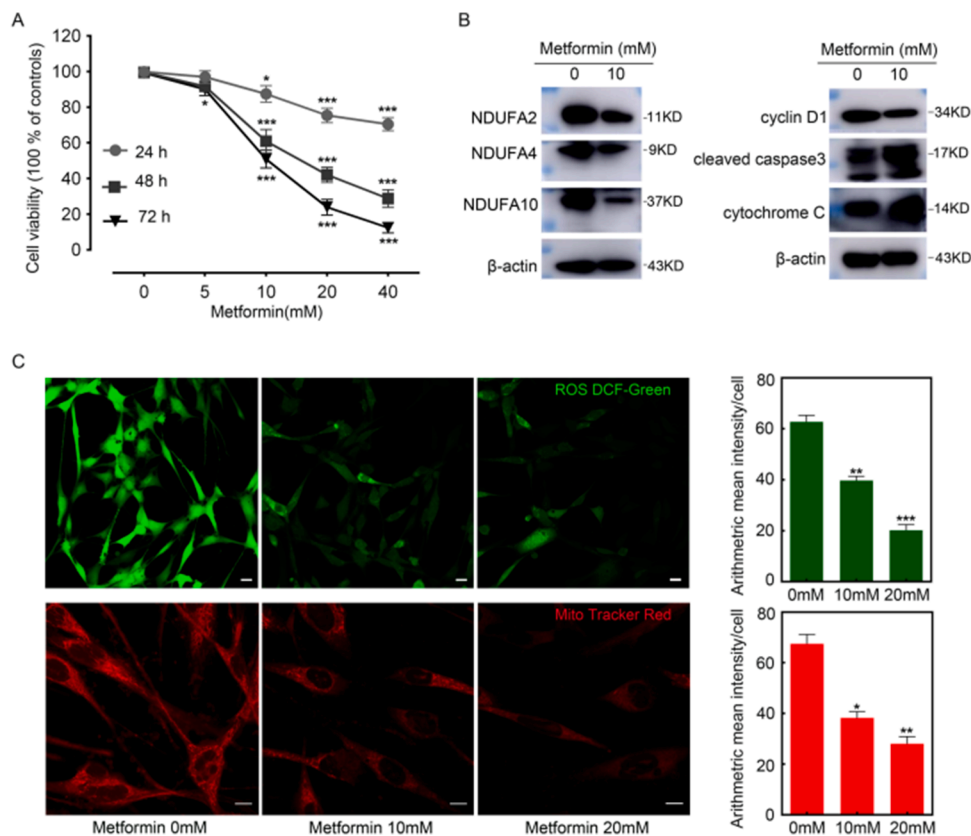 A
Cell viability (100 % of controls)
120
100
80
60
40
20
0
24 h
48 h
72 h
*
*
***
***
***
***
***
***
***
***
0 5 10 20 40
Metformin(mM)
B
Metformin (mM)
0 10
NDUFA2 -11KD
NDUFA4 -9KD
NDUFA10 -37KD
β-actin -43KD
Metformin (mM)
0 10
cyclin D1 -34KD
cleaved caspase3 -17KD
cytochrome C -14KD
β-actin -43KD
C
ROS DCF-Green
Mito Tracker Red
Metformin 0mM Metformin 10mM Metformin 20mM
Arithmetric mean intensity/cell
80
60
40
20
0
**
***
0mM 10mM 20mM
Arithmetric mean intensity/cell
80
60
40
20
0
*
**
0mM 10mM 20mM